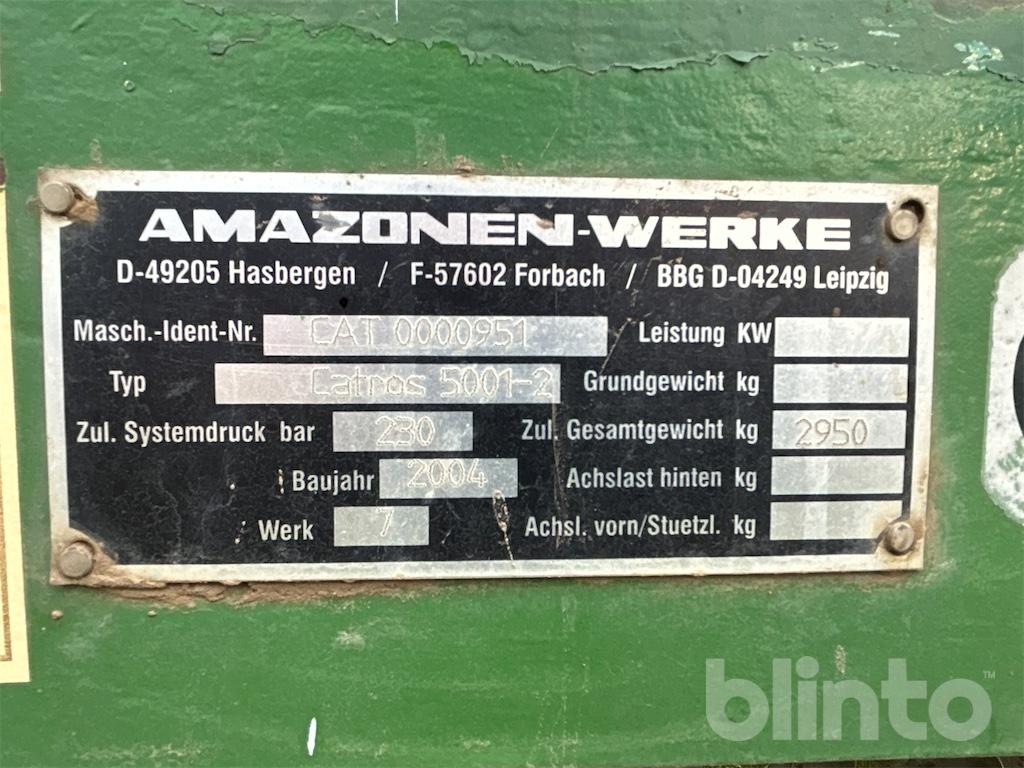 AMAZONEN-WERKE
D-49205 Hasbergen / F-57602 Forbach / BBG D-04249 Leipzig
Masch.-Ident-Nr. CAT 0000951 Leistung KW
Typ Catros 5001-2 Grundgewicht kg
Zul. Systemdruck bar 230 Zul. Gesamtgewicht kg 2950
Baujahr 2004 Achslast hinten kg
Werk 7 Achsl. vorn/Stuetzl. kg
blinto™